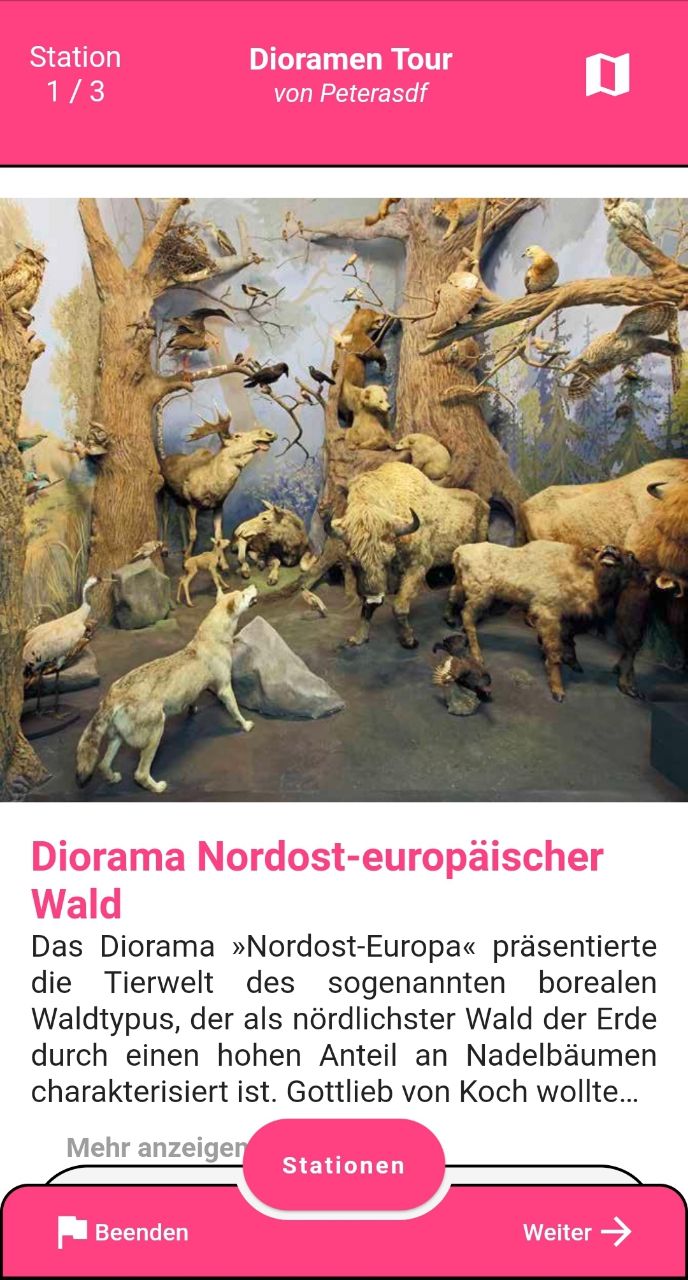 Station
1 / 3
Dioramen Tour
von Peterasdf
Diorama Nordost-europäischer
Wald
Das Diorama »Nordost-Europa« präsentierte
die Tierwelt des sogenannten borealen
Waldtypus, der als nördlichster Wald der Erde
durch einen hohen Anteil an Nadelbäumen
charakterisiert ist. Gottlieb von Koch wollte...
Mehr anzeigen
Stationen
Beenden
Weiter